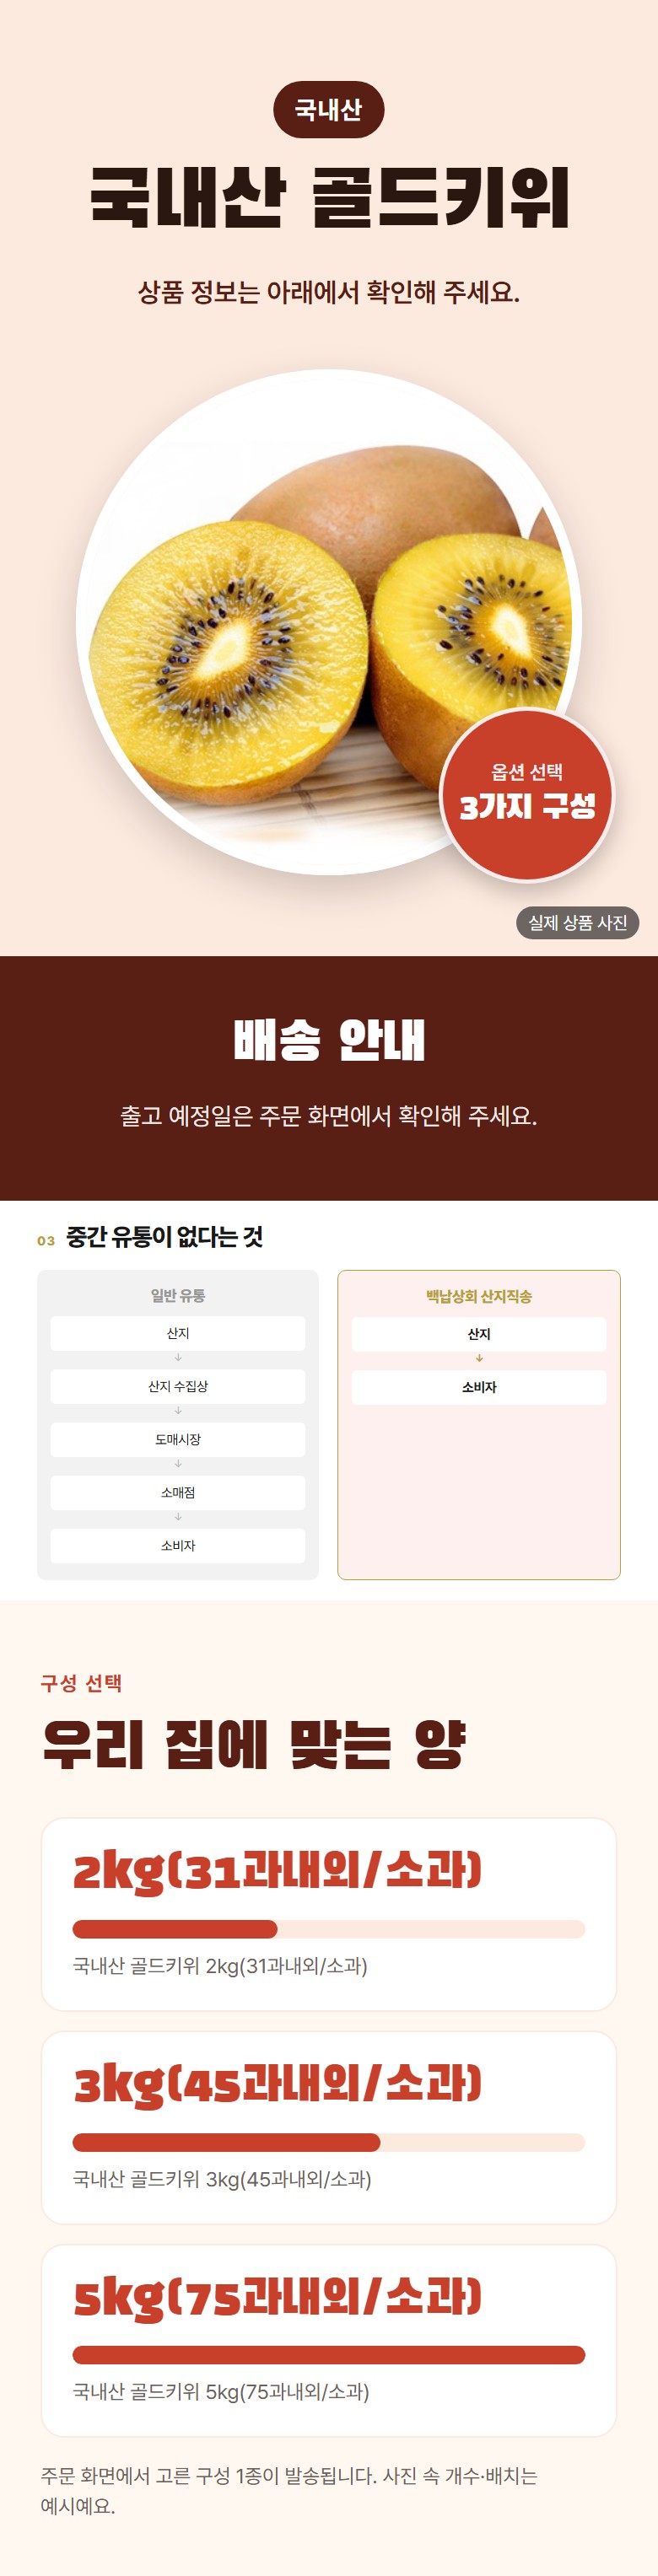 국내산
국내산 골드키위
상품 정보는 아래에서 확인해 주세요.
옵션 선택
3가지 구성
실제 상품 사진
배송 안내
출고 예정일은 주문 화면에서 확인해 주세요.
03 중간 유통이 없다는 것
일반 유통
산지
↓
산지 수집상
↓
도매시장
↓
소매점
↓
소비자
백납상회 산지직송
산지
↓
소비자
구성 선택
우리 집에 맞는 양
2kg(31과내외/소과)
국내산 골드키위 2kg(31과내외/소과)
3kg(45과내외/소과)
국내산 골드키위 3kg(45과내외/소과)
5kg(75과내외/소과)
국내산 골드키위 5kg(75과내외/소과)
주문 화면에서 고른 구성 1종이 발송됩니다. 사진 속 개수·배치는
예시예요.